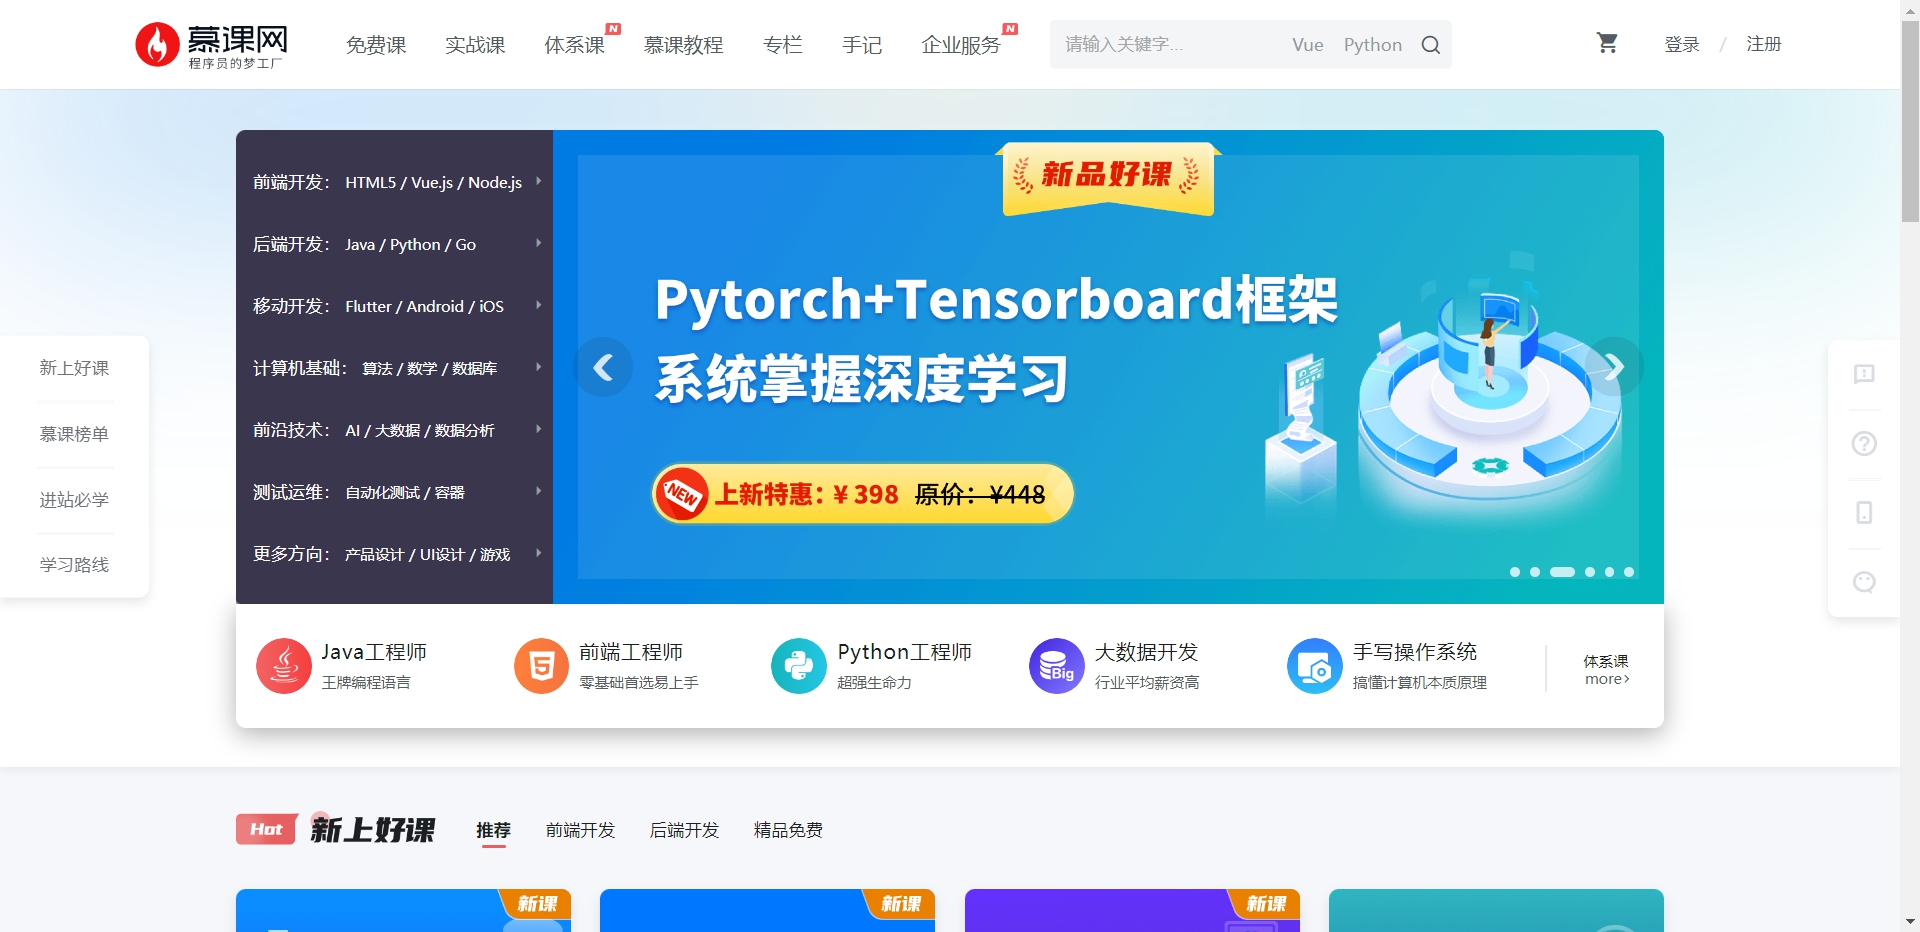 慕课网
程序员的梦工厂
免费课 实战课 体系课 N 慕课教程 专栏 手记 企业服务 N
请输入关键字... Vue Python
登录 / 注册
前端开发： HTML5 / Vue.js / Node.js
后端开发： Java / Python / Go
移动开发： Flutter / Android / iOS
计算机基础： 算法 / 数学 / 数据库
前沿技术： AI / 大数据 / 数据分析
测试运维： 自动化测试 / 容器
更多方向： 产品设计 / UI设计 / 游戏
新品好课
Pytorch+Tensorboard框架
系统掌握深度学习
NEW 上新特惠：¥ 398 原价：¥448
新上好课
慕课榜单
进站必学
学习路线
Java工程师
王牌编程语言
5 前端工程师
零基础首选易上手
Python工程师
超强生命力
Big 大数据开发
行业平均薪资高
手写操作系统
搞懂计算机本质原理
体系课
more›
Hot 新上好课 推荐 前端开发 后端开发 精品免费
新课 新课 新课